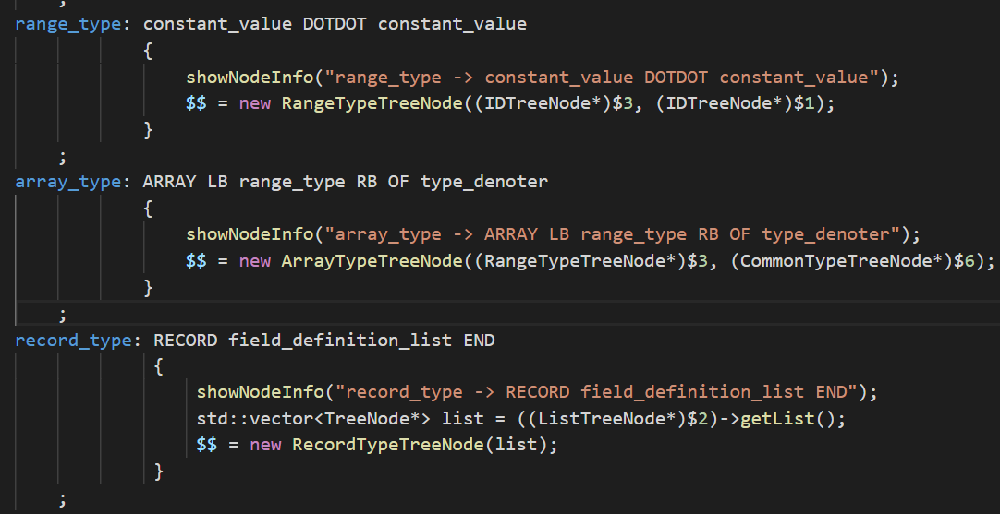 ;
range_type: constant_value DOTDOT constant_value
{
showNodeInfo("range_type -> constant_value DOTDOT constant_value");
$$ = new RangeTypeTreeNode((IDTreeNode*)$3, (IDTreeNode*)$1);
}
;
array_type: ARRAY LB range_type RB OF type_denoter
{
showNodeInfo("array_type -> ARRAY LB range_type RB OF type_denoter");
$$ = new ArrayTypeTreeNode((RangeTypeTreeNode*)$3, (CommonTypeTreeNode*)$6);
}
;
record_type: RECORD field_definition_list END
{
showNodeInfo("record_type -> RECORD field_definition_list END");
std::vector<TreeNode*> list = ((ListTreeNode*)$2)->getList();
$$ = new RecordTypeTreeNode(list);
}
;